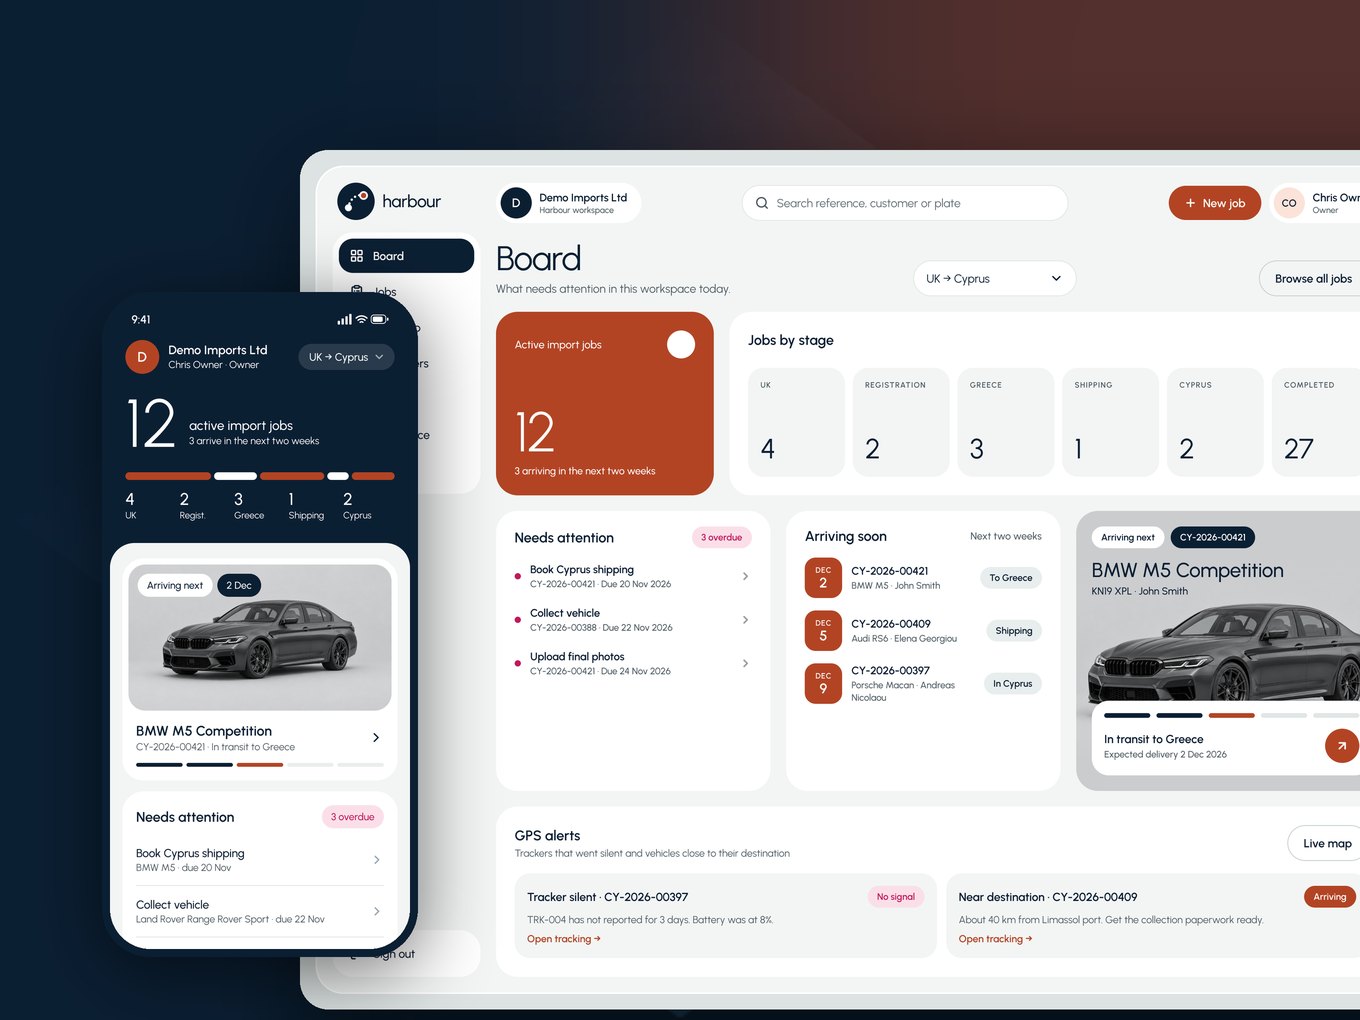 harbour
D
Demo Imports Ltd
Harbour workspace
Search reference, customer or plate
+ New job
CO
Chris Owr
Owner
Board
Jobs
ers
ce
Sign out
Board
What needs attention in this workspace today.
UK → Cyprus
Browse all jobs
Active import jobs
12
3 arriving in the next two weeks
Jobs by stage
UK
4
REGISTRATION
2
GREECE
3
SHIPPING
1
CYPRUS
2
COMPLETED
27
Needs attention
3 overdue
Book Cyprus shipping
CY-2026-00421 · Due 20 Nov 2026
Collect vehicle
CY-2026-00388 · Due 22 Nov 2026
Upload final photos
CY-2026-00421 · Due 24 Nov 2026
Arriving soon
Next two weeks
DEC
2
CY-2026-00421
BMW M5 · John Smith
To Greece
DEC
5
CY-2026-00409
Audi RS6 · Elena Georgiou
Shipping
DEC
9
CY-2026-00397
Porsche Macan · Andreas
Nicolaou
In Cyprus
Arriving next
CY-2026-00421
BMW M5 Competition
KN19 XPL · John Smith
In transit to Greece
Expected delivery 2 Dec 2026
GPS alerts
Trackers that went silent and vehicles close to their destination
Live map
Tracker silent · CY-2026-00397
No signal
TRK-004 has not reported for 3 days. Battery was at 8%.
Open tracking →
Near destination · CY-2026-00409
Arriving
About 40 km from Limassol port. Get the collection paperwork ready.
Open tracking →
9:41
D
Demo Imports Ltd
Chris Owner · Owner
UK → Cyprus
12
active import jobs
3 arrive in the next two weeks
4
UK
2
Regist.
3
Greece
1
Shipping
2
Cyprus
Arriving next
2 Dec
BMW M5 Competition
CY-2026-00421 · In transit to Greece
Needs attention
3 overdue
Book Cyprus shipping
BMW M5 · due 20 Nov
Collect vehicle
Land Rover Range Rover Sport · due 22 Nov